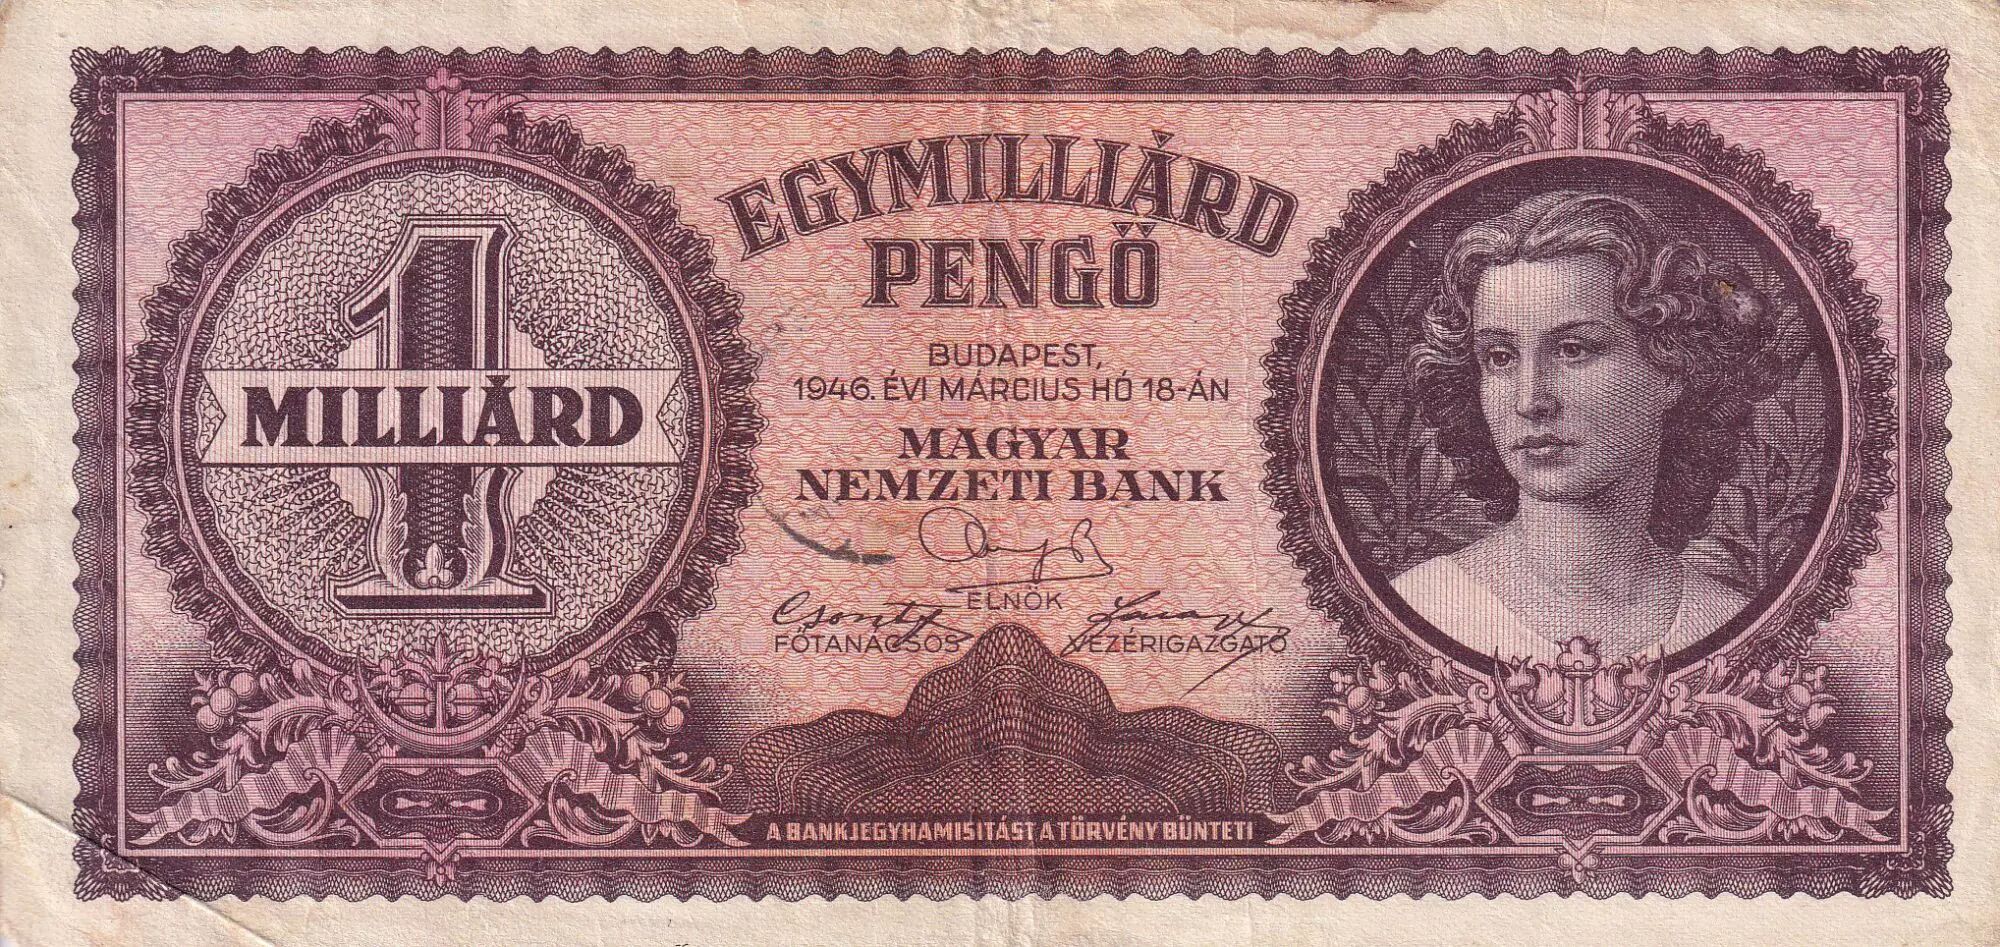 EGYMILLIÁRD
PENGŐ
1
MILLIÁRD
BUDAPEST,
1946. ÉVI MÁRCIUS HÓ 18-ÁN
MAGYAR
NEMZETI BANK
ELNÖK
FŐTANÁCSOS VEZÉRIGAZGATÓ
A BANKJEGYHAMISÍTÁST A TÖRVÉNY BÜNTETI